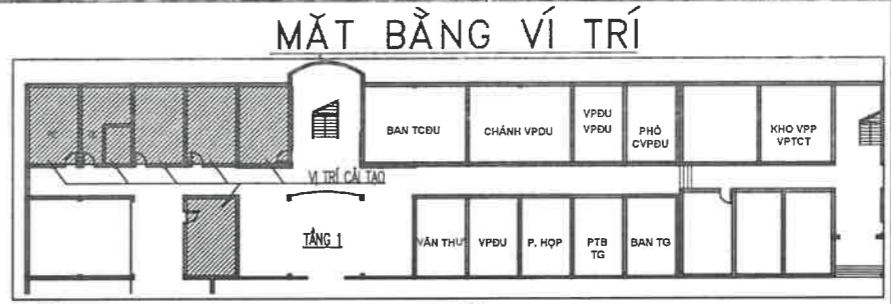 MẶT BẰNG VÍ TRÍ
BAN TCĐU
CHÁNH VPĐU
VPĐU
VPĐU
PHÓ
CVPĐU
KHO VPP
VPTCT
VỊ TRÍ CẢI TẠO
TẦNG 1
VĂN THƯ
VPĐU
P. HỌP
PTB
TG
BAN TG